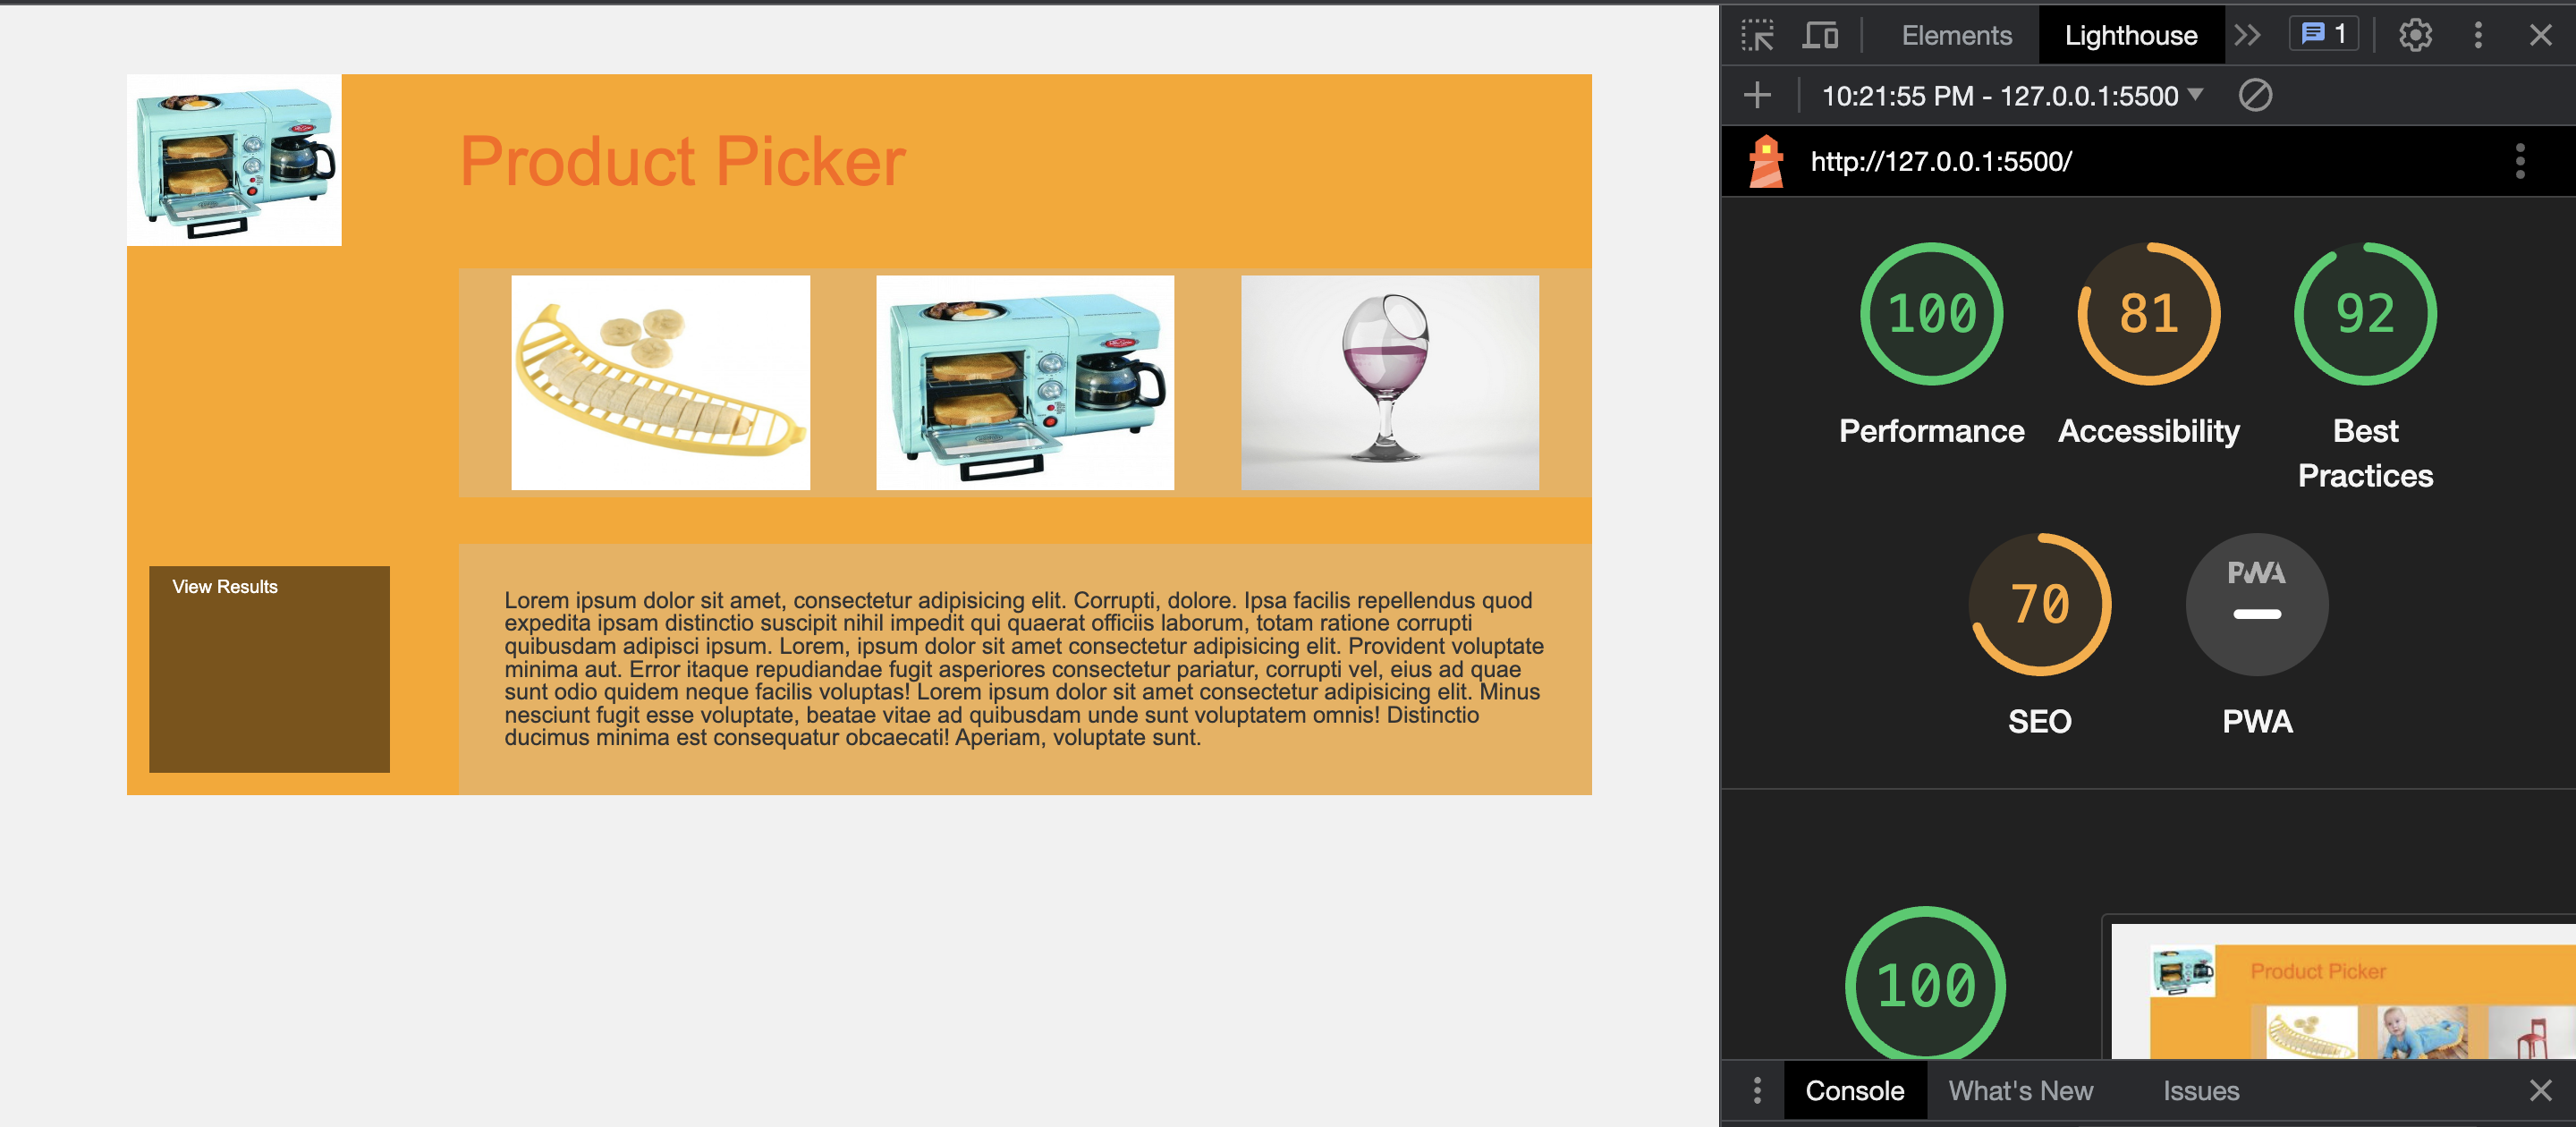 Elements
Lighthouse
1
10:21:55 PM - 127.0.0.1:5500
http://127.0.0.1:5500/
Product Picker
View Results
Lorem ipsum dolor sit amet, consectetur adipisicing elit. Corrupti, dolore. Ipsa facilis repellendus quod
expedita ipsam distinctio suscipit nihil impedit qui quaerat officiis laborum, totam ratione corrupti
quibusdam adipisci ipsum. Lorem, ipsum dolor sit amet consectetur adipisicing elit. Provident voluptate
minima aut. Error itaque repudiandae fugit asperiores consectetur pariatur, corrupti vel, eius ad quae
sunt odio quidem neque facilis voluptas! Lorem ipsum dolor sit amet consectetur adipisicing elit. Minus
nesciunt fugit esse voluptate, beatae vitae ad quibusdam unde sunt voluptatem omnis! Distinctio
ducimus minima est consequatur obcaecati! Aperiam, voluptate sunt.
100
81
92
Performance
Accessibility
Best
Practices
70
PWA
SEO
PWA
100
Product Picker
Console
What's New
Issues